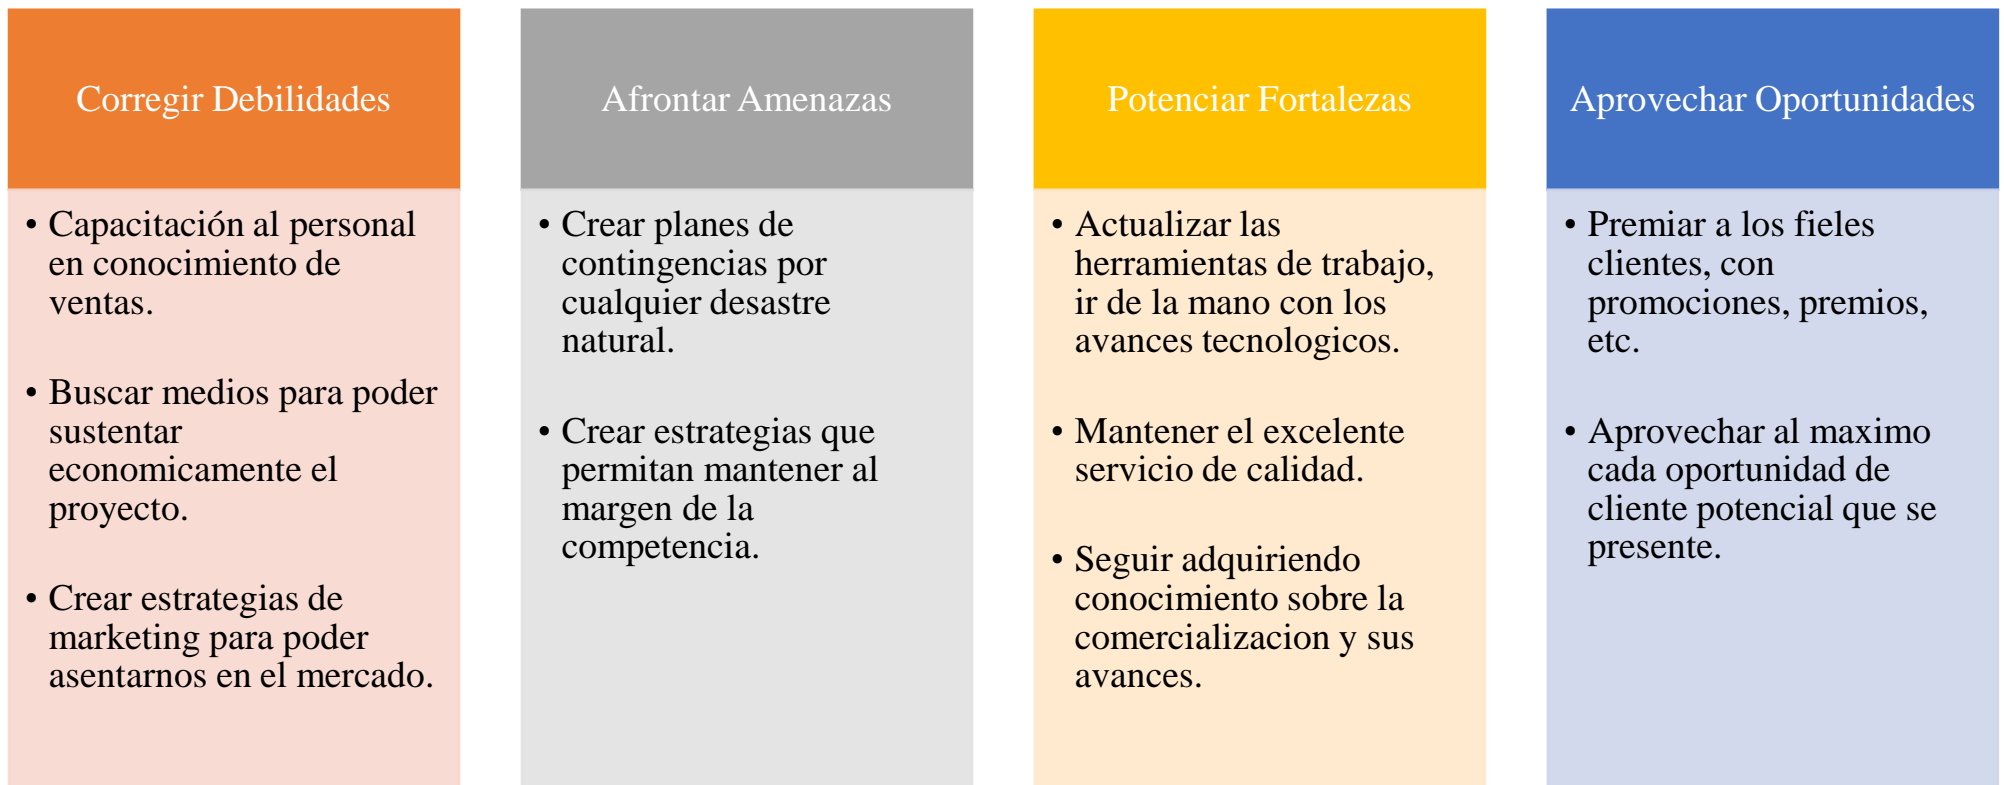 Corregir Debilidades
• Capacitación al personal
en conocimiento de
ventas.
• Buscar medios para poder
sustentar
economicamente el
proyecto.
• Crear estrategias de
marketing para poder
asentarnos en el mercado.
Afrontar Amenazas
• Crear planes de
contingencias por
cualquier desastre
natural.
• Crear estrategias que
permitan mantener al
margen de la
competencia.
Potenciar Fortalezas
• Actualizar las
herramientas de trabajo,
ir de la mano con los
avances tecnologicos.
• Mantener el excelente
servicio de calidad.
• Seguir adquiriendo
conocimiento sobre la
comercializacion y sus
avances.
Aprovechar Oportunidades
• Premiar a los fieles
clientes, con
promociones, premios,
etc.
• Aprovechar al maximo
cada oportunidad de
cliente potencial que se
presente.